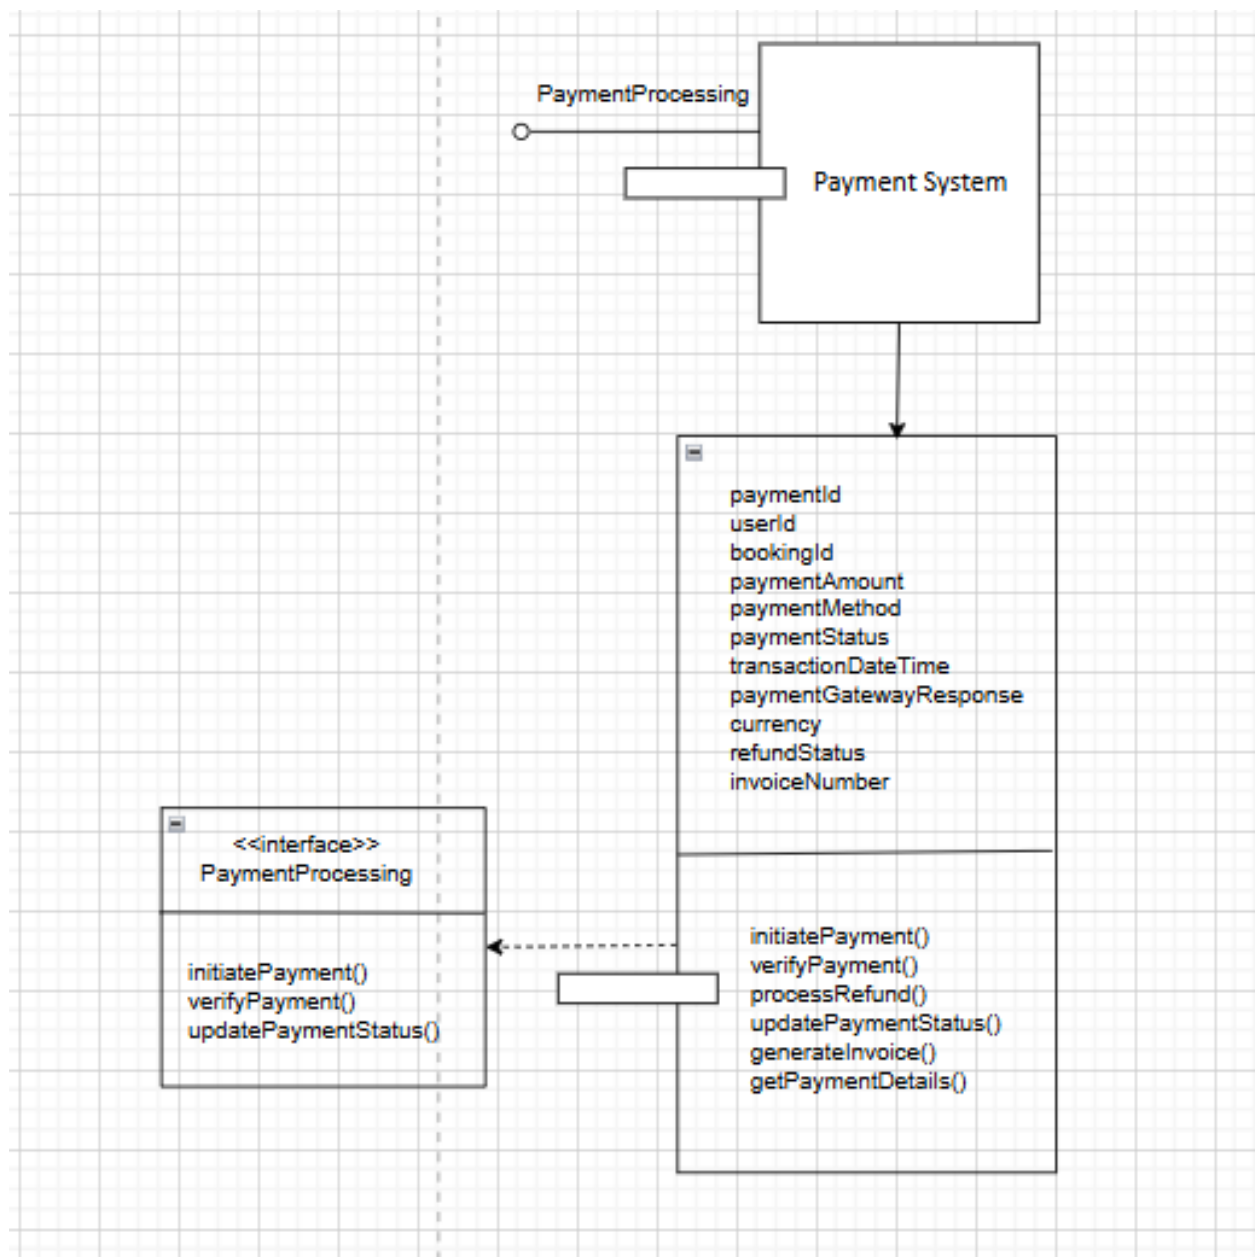 PaymentProcessing
Payment System
paymentId
userId
bookingId
paymentAmount
paymentMethod
paymentStatus
transactionDateTime
paymentGatewayResponse
currency
refundStatus
invoiceNumber
<<interface>>
PaymentProcessing
initiatePayment()
verifyPayment()
updatePaymentStatus()
initiatePayment()
verifyPayment()
processRefund()
updatePaymentStatus()
generateInvoice()
getPaymentDetails()